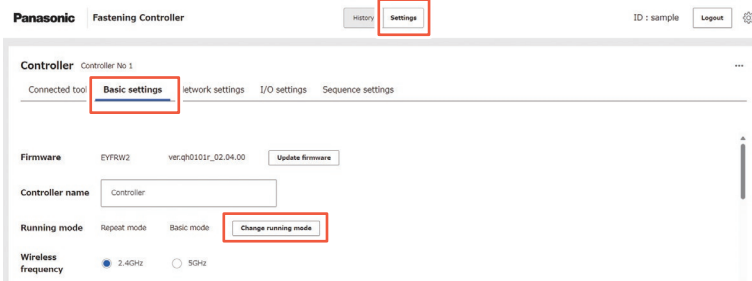 Panasonic Fastening Controller History Settings ID : sample Logout
Controller Controller No 1 ...
Connected tool Basic settings letwork settings I/O settings Sequence settings
Firmware EYFRW2 ver.qh0101r_02.04.00 Update firmware
Controller name Controller
Running mode Repeat mode Basic mode Change running mode
Wireless
frequency 2.4GHz 5GHz